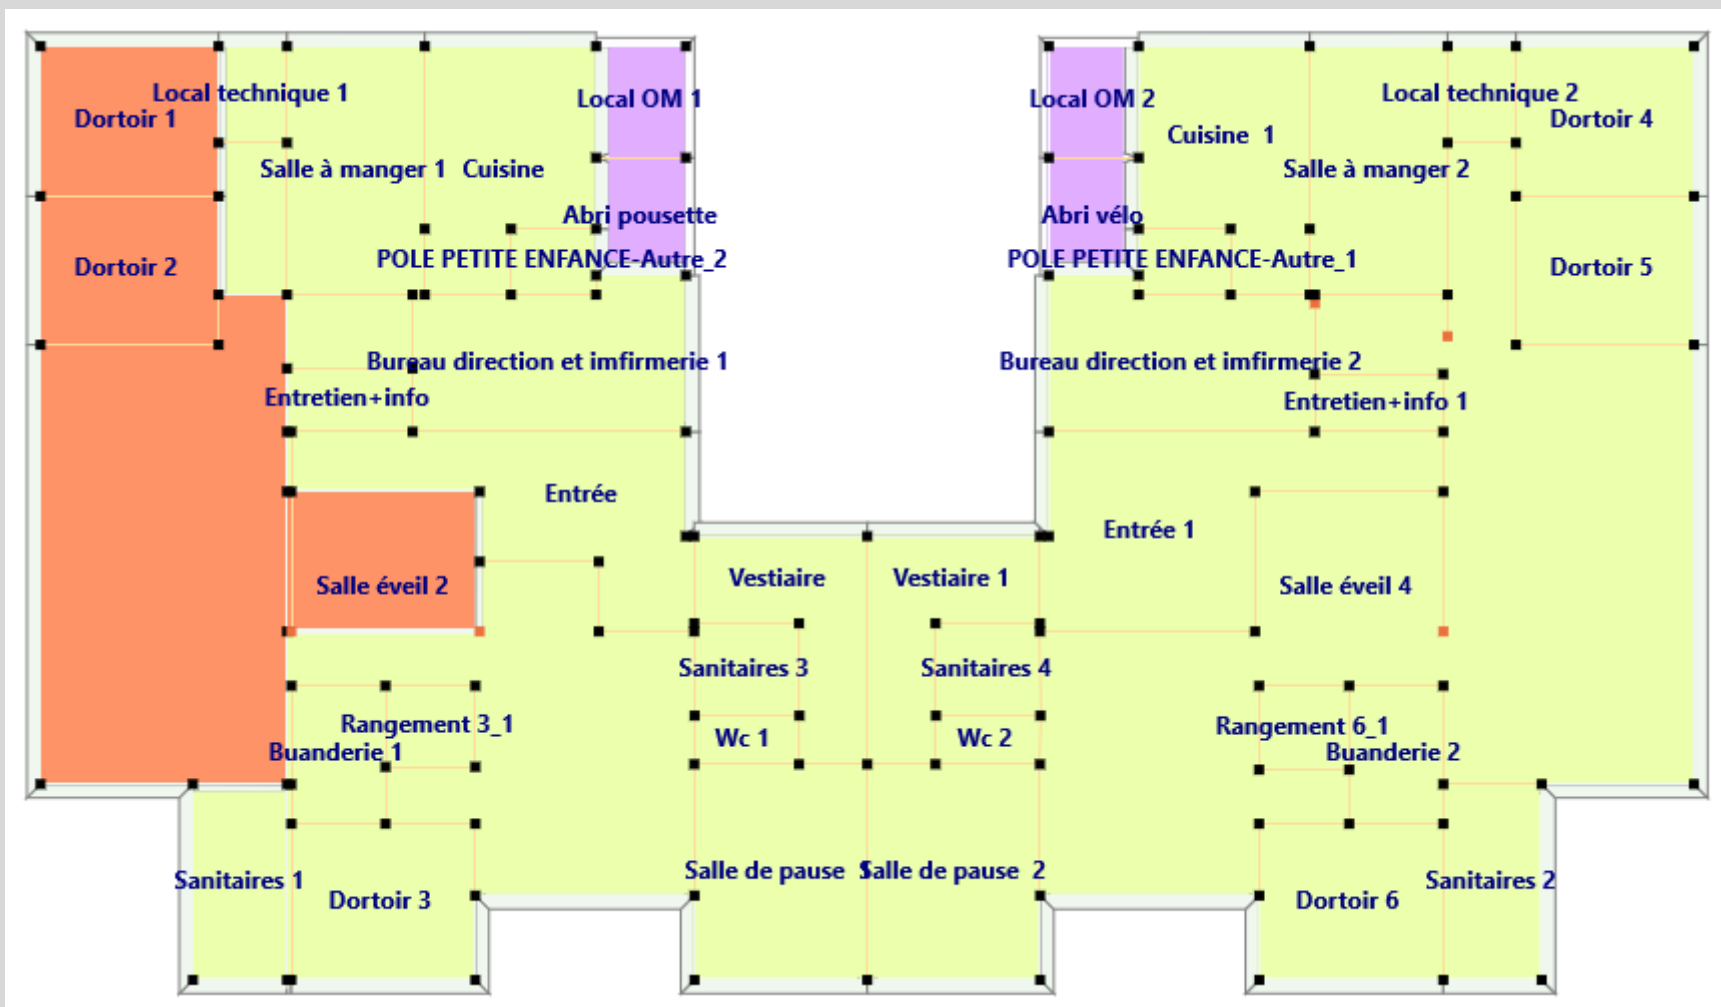 Local technique 1
Dortoir 1
Local OM 1
Local OM 2
Local technique 2
Dortoir 4
Cuisine 1
Salle à manger 1
Cuisine
Salle à manger 2
Abri pousette
Abri vélo
POLE PETITE ENFANCE-Autre_2
POLE PETITE ENFANCE-Autre_1
Dortoir 2
Dortoir 5
Bureau direction et imfirmerie 1
Bureau direction et imfirmerie 2
Entretien+info
Entretien+info 1
Entrée
Entrée 1
Salle éveil 2
Vestiaire
Vestiaire 1
Salle éveil 4
Sanitaires 3
Sanitaires 4
Rangement 3_1
Wc 1
Wc 2
Rangement 6_1
Buanderie 1
Buanderie 2
Salle de pause 1
Salle de pause 2
Sanitaires 1
Sanitaires 2
Dortoir 3
Dortoir 6